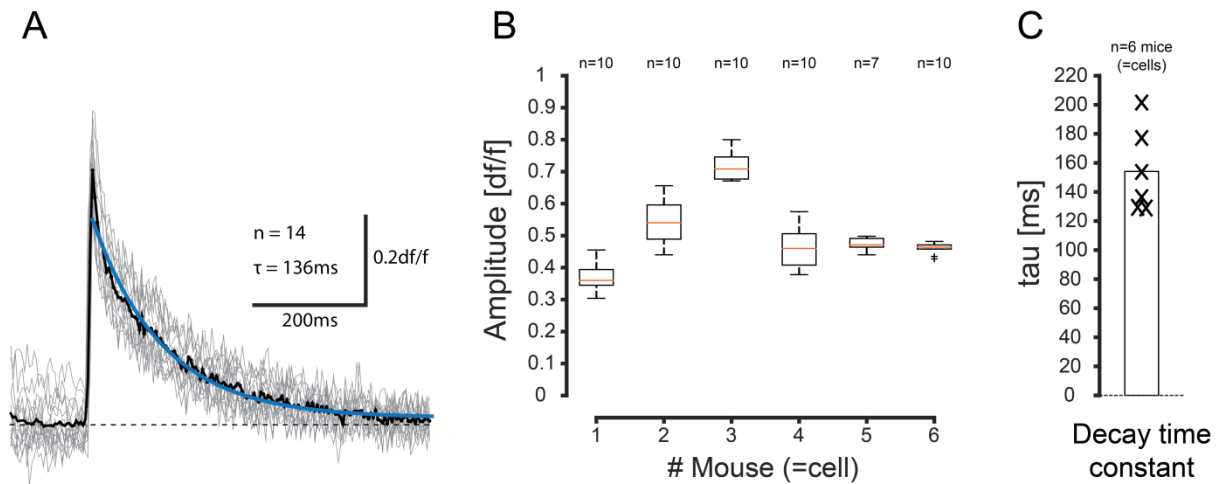 A
n = 14
τ = 136ms
0.2df/f
200ms
B
n=10 n=10 n=10 n=10 n=7 n=10
1
0.9
0.8
0.7
0.6
0.5
0.4
0.3
0.2
0.1
0
Amplitude [df/f]
1 2 3 4 5 6
# Mouse (=cell)
C
n=6 mice
(=cells)
220
200
180
160
140
120
100
80
60
40
20
0
tau [ms]
Decay time
constant